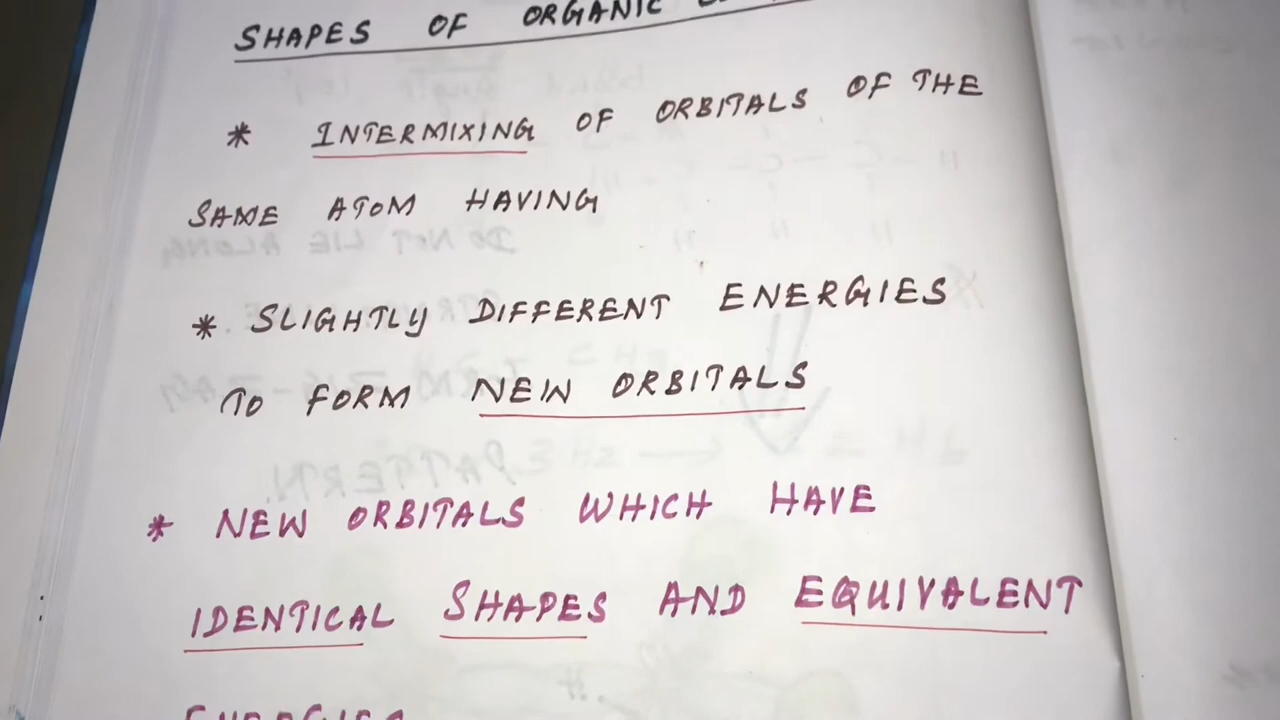 SHAPES OF ORGANIC
* INTERMIXING OF ORBITALS OF THE
SAME ATOM HAVING
* SLIGHTLY DIFFERENT ENERGIES
TO FORM NEW ORBITALS
* NEW ORBITALS WHICH HAVE
IDENTICAL SHAPES AND EQUIVALENT